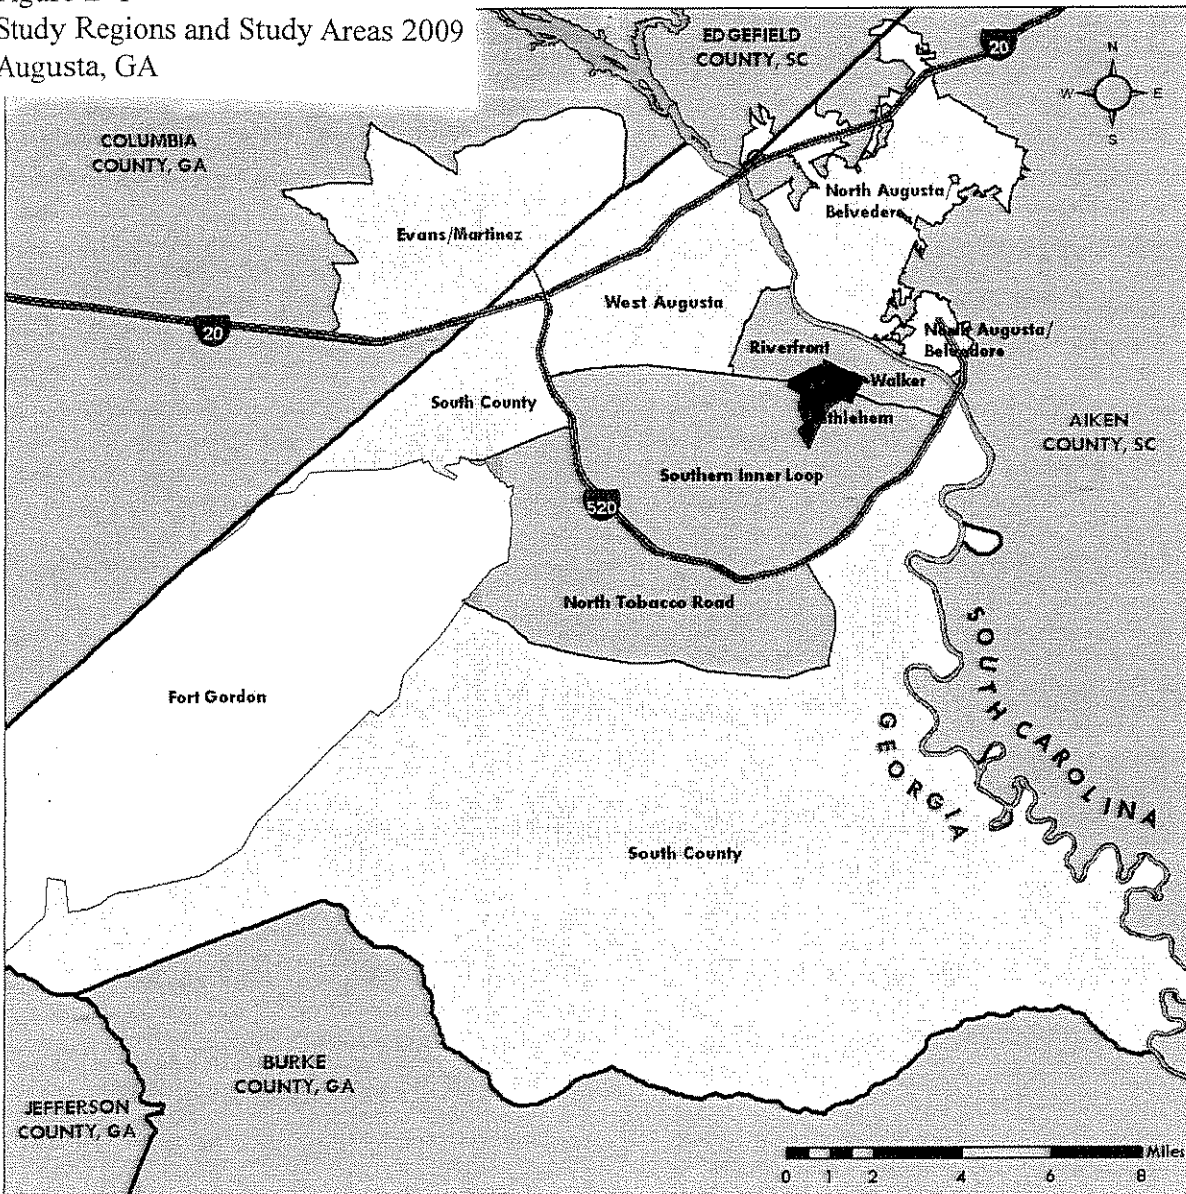 Study Regions and Study Areas 2009
Augusta, GA
EDGEFIELD
COUNTY, SC
20
N
W E
S
COLUMBIA
COUNTY, GA
North Augusta/
Belvedere
Evans/Martinez
West Augusta
20
North Augusta/
Belvedere
Riverfront
Walker
South County
AIKEN
COUNTY, SC
Southern Inner Loop
520
North Tobacco Road
SOUTH CAROLINA
GEORGIA
Fort Gordon
South County
BURKE
COUNTY, GA
JEFFERSON
COUNTY, GA
Miles
0 1 2 4 6 8